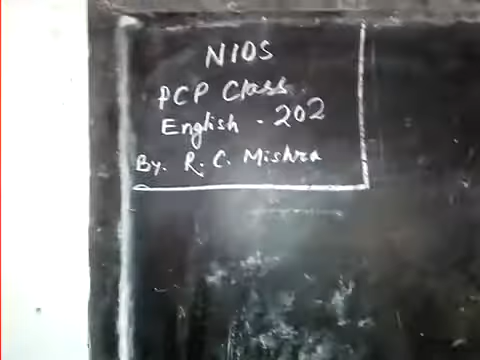 NIOS
PCP Class
English - 202
By. R. C. Mishra